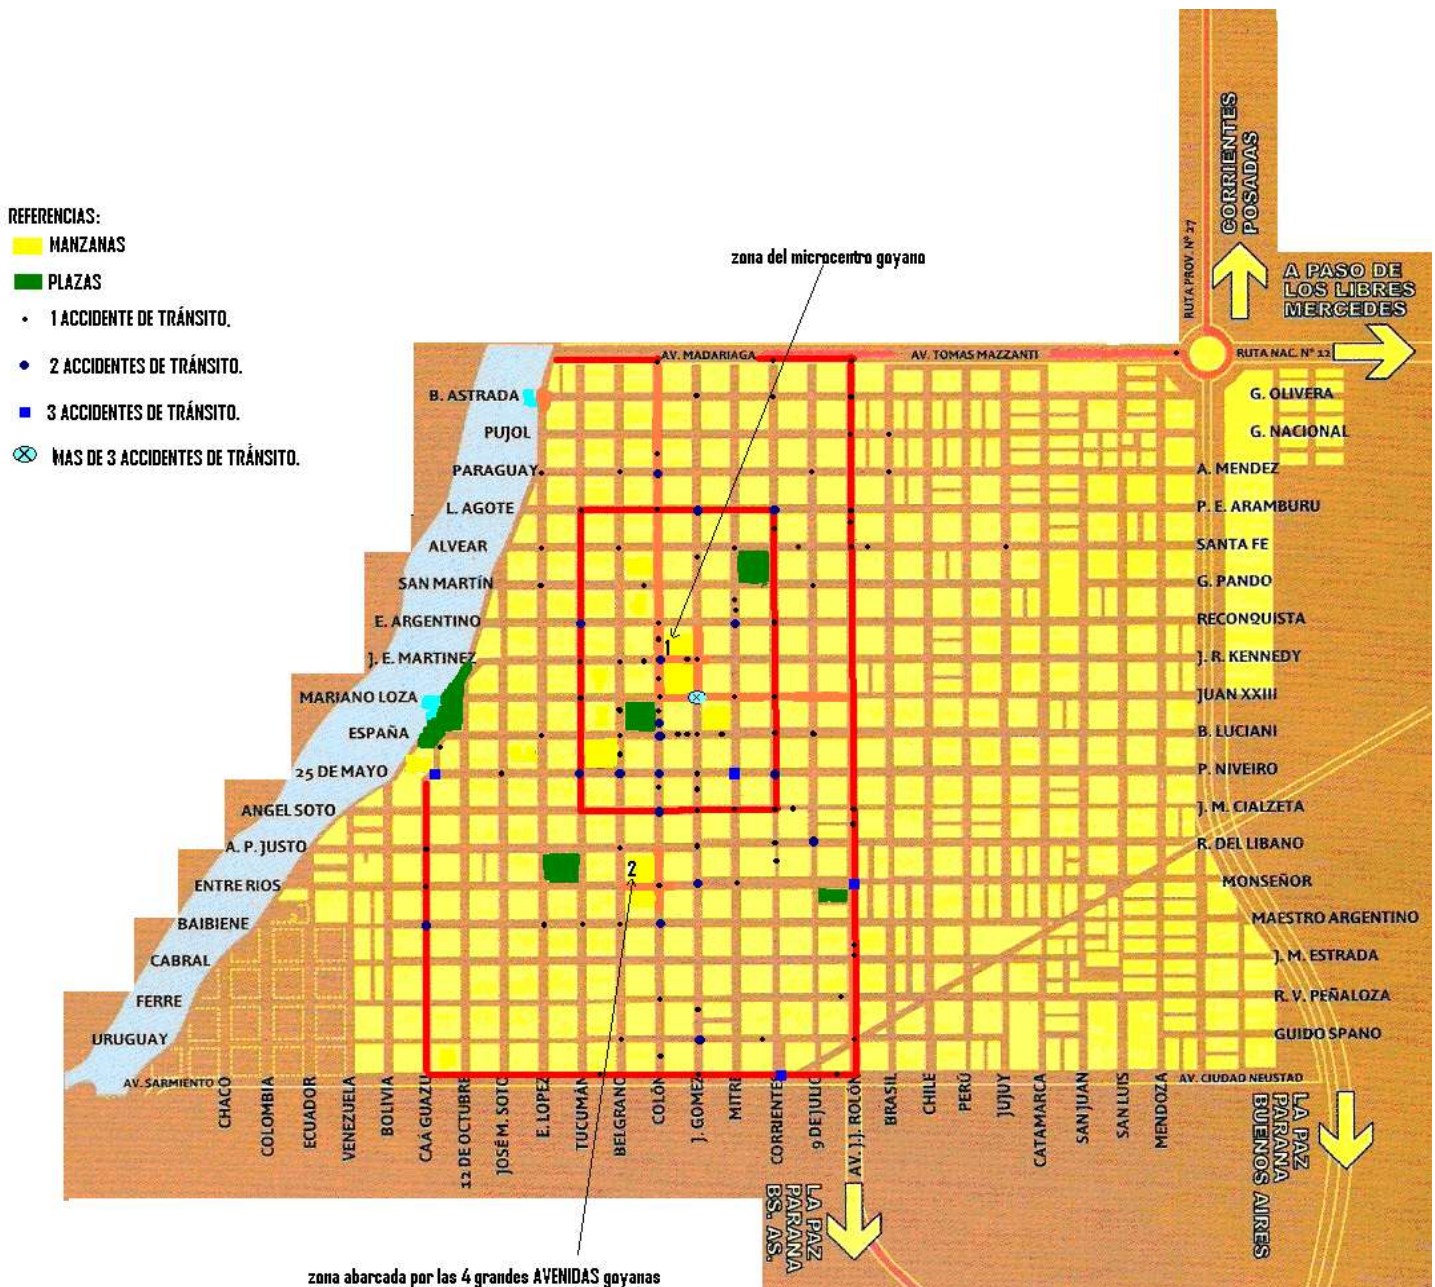 REFERENCIAS:
MANZANAS
PLAZAS
1 ACCIDENTE DE TRÁNSITO.
2 ACCIDENTES DE TRÁNSITO.
3 ACCIDENTES DE TRÁNSITO.
MAS DE 3 ACCIDENTES DE TRÁNSITO.
zona del microcentro goyano
CORRIENTES
POSADAS
RUTA PROV. Nº 27
A PASO DE
LOS LIBRES
MERCEDES
AV. MADARIAGA
AV. TOMAS MAZZANTI
RUTA NAC. Nº 12
B. ASTRADA
G. OLIVERA
PUJOL
G. NACIONAL
PARAGUAY
A. MENDEZ
L. AGOTE
P. E. ARAMBURU
ALVEAR
SANTA FE
SAN MARTÍN
G. PANDO
E. ARGENTINO
RECONQUISTA
1
J. E. MARTINEZ
J. R. KENNEDY
MARIANO LOZA
JUAN XXIII
ESPAÑA
B. LUCIANI
25 DE MAYO
P. NIVEIRO
ANGEL SOTO
J. M. CIALZETA
A. P. JUSTO
R. DEL LIBANO
2
ENTRE RIOS
MONSEÑOR
BAIBIENE
MAESTRO ARGENTINO
CABRAL
J. M. ESTRADA
FERRE
R. V. PEÑALOZA
URUGUAY
GUIDO SPANO
AV. SARMIENTO
AV. CIUDAD NEUSTAD
CHACO
COLOMBIA
ECUADOR
VENEZUELA
BOLIVIA
CAÁ GUAZU
12 DE OCTUBRE
JOSÉ M. SOTO
E. LOPEZ
TUCUMÁN
BELGRANO
COLÓN
J. GOMEZ
MITRE
CORRIENTES
9 DE JULIO
AV. J.J. ROLON
BRASIL
CHILE
PERÚ
JUJUY
CATAMARCA
SAN JUAN
SAN LUIS
MENDOZA
LA PAZ
PARANA
BS. AS.
LA PAZ
PARANA
BUENOS AIRES
zona abarcada por las 4 grandes AVENIDAS goyanas